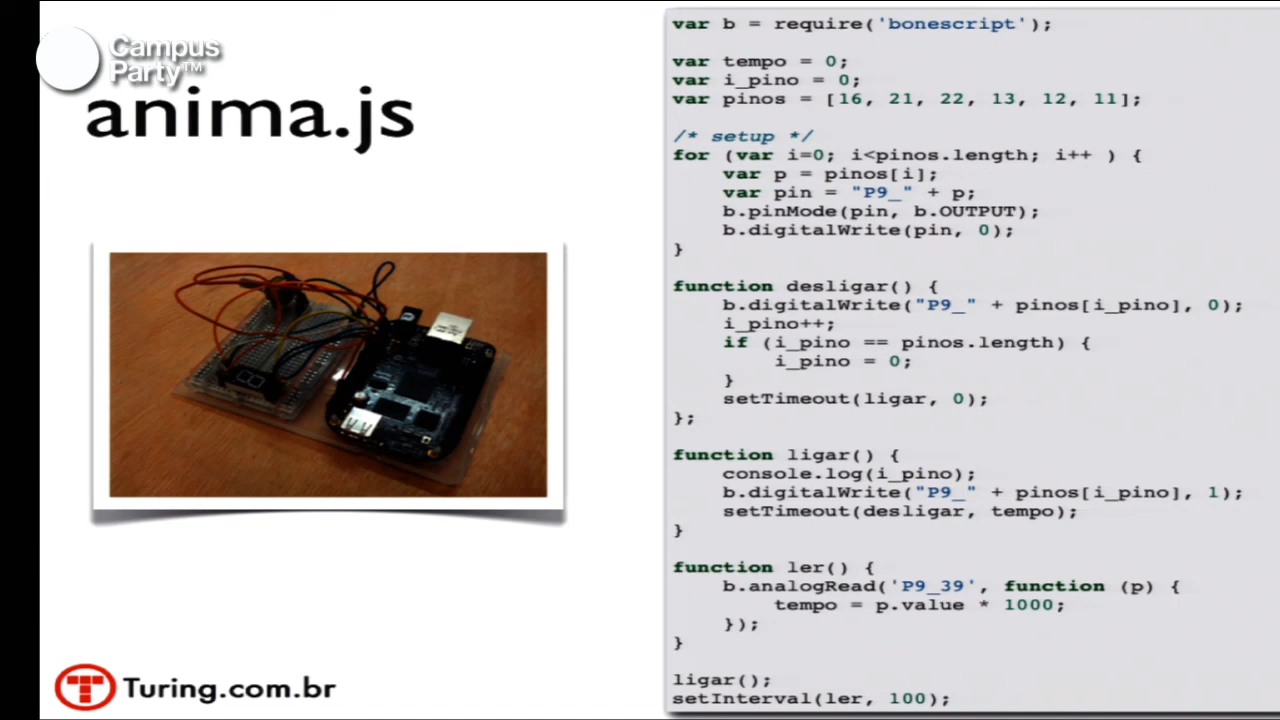 Campus
Party™
anima.js
Turing.com.br
var b = require('bonescript');
var tempo = 0;
var i_pino = 0;
var pinos = [16, 21, 22, 13, 12, 11];
/* setup */
for (var i=0; i<pinos.length; i++ ) {
    var p = pinos[i];
    var pin = "P9_" + p;
    b.pinMode(pin, b.OUTPUT);
    b.digitalWrite(pin, 0);
}
function desligar() {
    b.digitalWrite("P9_" + pinos[i_pino], 0);
    i_pino++;
    if (i_pino == pinos.length) {
        i_pino = 0;
    }
    setTimeout(ligar, 0);
};
function ligar() {
    console.log(i_pino);
    b.digitalWrite("P9_" + pinos[i_pino], 1);
    setTimeout(desligar, tempo);
}
function ler() {
    b.analogRead('P9_39', function (p) {
        tempo = p.value * 1000;
    });
}
ligar();
setInterval(ler, 100);